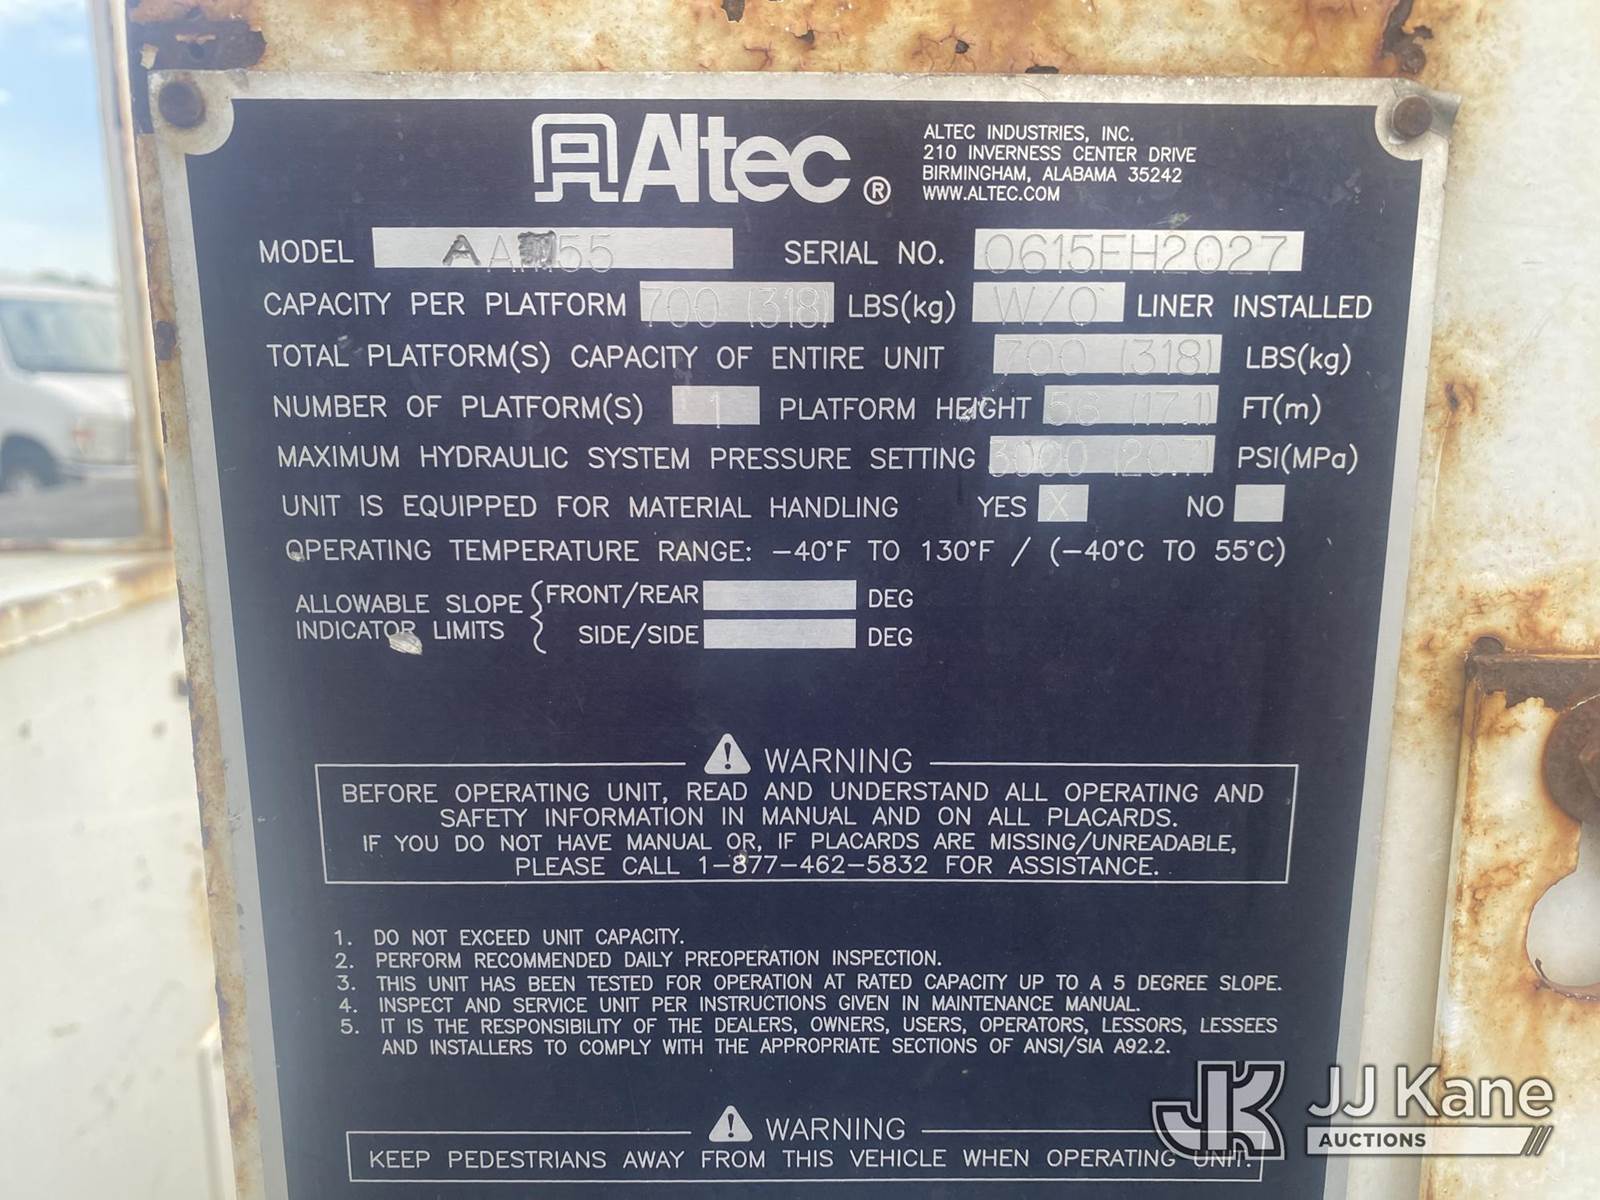 Altec®
ALTEC INDUSTRIES, INC.
210 INVERNESS CENTER DRIVE
BIRMINGHAM, ALABAMA 35242
WWW.ALTEC.COM
MODEL 55 SERIAL NO. 0615FH2027
CAPACITY PER PLATFORM 700 (318) LBS(kg) W/O LINER INSTALLED
TOTAL PLATFORM(S) CAPACITY OF ENTIRE UNIT 700 (318) LBS(kg)
NUMBER OF PLATFORM(S) 1 PLATFORM HEIGHT 56 (17.1) FT(m)
MAXIMUM HYDRAULIC SYSTEM PRESSURE SETTING 3000 (20.7) PSI(MPa)
UNIT IS EQUIPPED FOR MATERIAL HANDLING YES X NO
OPERATING TEMPERATURE RANGE: -40°F TO 130°F / (-40°C TO 55°C)
ALLOWABLE SLOPE INDICATOR LIMITS
FRONT/REAR DEG
SIDE/SIDE DEG
WARNING
BEFORE OPERATING UNIT, READ AND UNDERSTAND ALL OPERATING AND
SAFETY INFORMATION IN MANUAL AND ON ALL PLACARDS.
IF YOU DO NOT HAVE MANUAL OR, IF PLACARDS ARE MISSING/UNREADABLE,
PLEASE CALL 1-877-462-5832 FOR ASSISTANCE.
1. DO NOT EXCEED UNIT CAPACITY.
2. PERFORM RECOMMENDED DAILY PREOPERATION INSPECTION.
3. THIS UNIT HAS BEEN TESTED FOR OPERATION AT RATED CAPACITY UP TO A 5 DEGREE SLOPE.
4. INSPECT AND SERVICE UNIT PER INSTRUCTIONS GIVEN IN MAINTENANCE MANUAL.
5. IT IS THE RESPONSIBILITY OF THE DEALERS, OWNERS, USERS, OPERATORS, LESSORS, LESSEES
AND INSTALLERS TO COMPLY WITH THE APPROPRIATE SECTIONS OF ANSI/SIA A92.2.
WARNING
KEEP PEDESTRIANS AWAY FROM THIS VEHICLE WHEN OPERATING UNIT.
JK JJ Kane
AUCTIONS